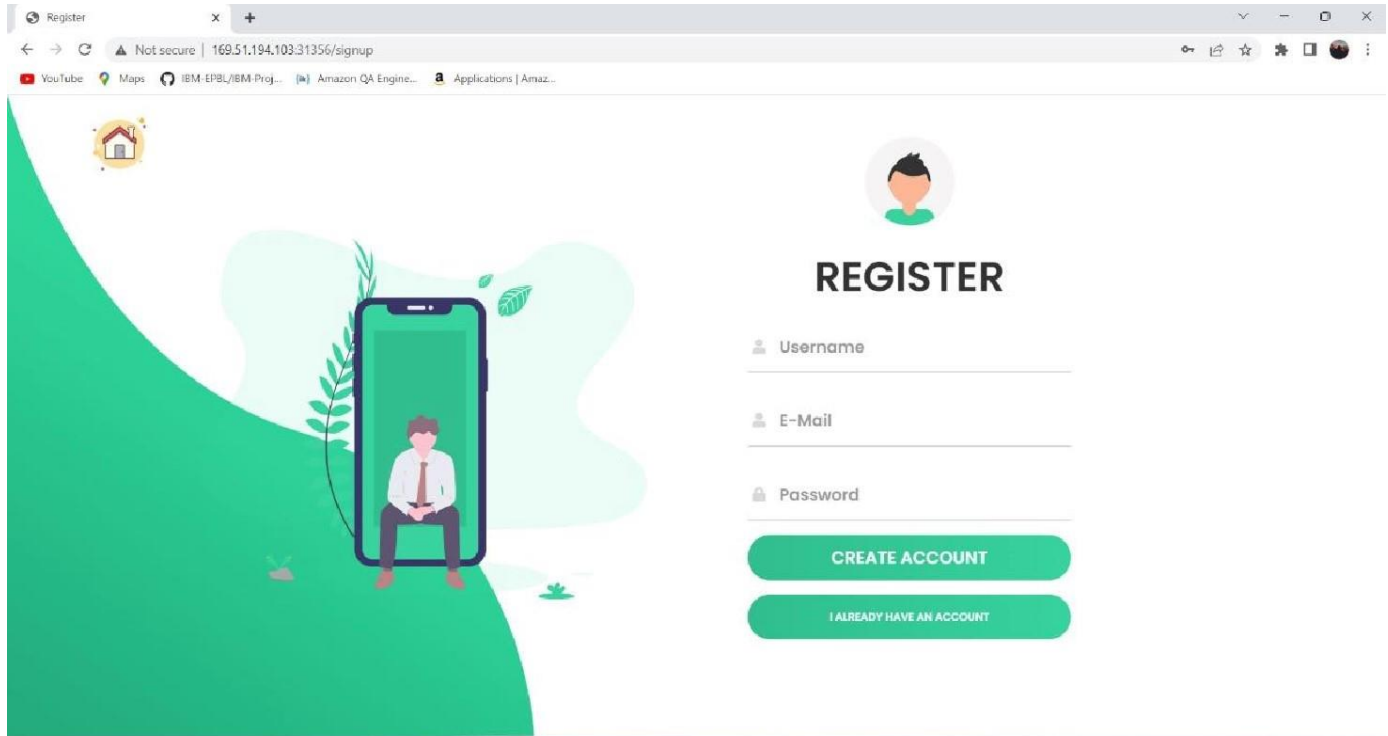 Register
Not secure | 169.51.194.103:31356/signup
YouTube Maps IBM-EPBL/IBM-Proj... Amazon QA Engine... Applications | Amaz...
REGISTER
Username
E-Mail
Password
CREATE ACCOUNT
I ALREADY HAVE AN ACCOUNT